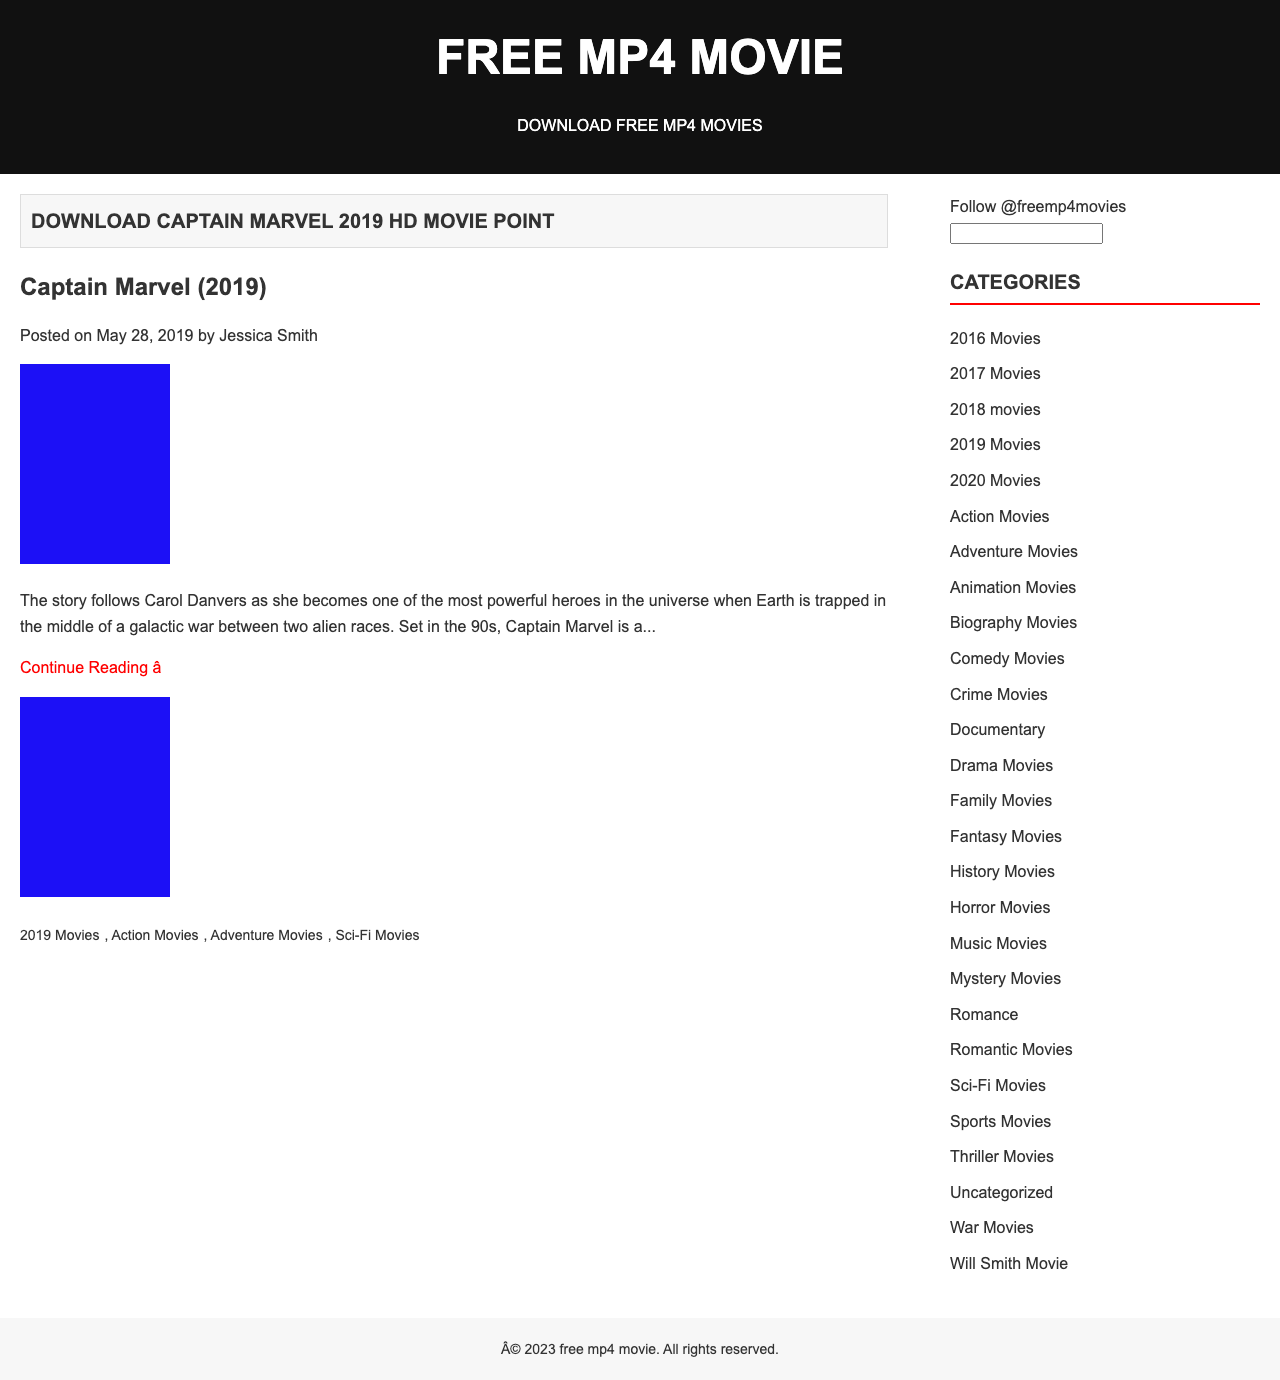 FREE MP4 MOVIE
DOWNLOAD FREE MP4 MOVIES
DOWNLOAD CAPTAIN MARVEL 2019 HD MOVIE POINT
Captain Marvel (2019)
Posted on May 28, 2019 by Jessica Smith
The story follows Carol Danvers as she becomes one of the most powerful heroes in the universe when Earth is trapped in
the middle of a galactic war between two alien races. Set in the 90s, Captain Marvel is a...
Continue Reading â
2019 Movies , Action Movies , Adventure Movies , Sci-Fi Movies
Follow @freemp4movies
CATEGORIES
2016 Movies
2017 Movies
2018 movies
2019 Movies
2020 Movies
Action Movies
Adventure Movies
Animation Movies
Biography Movies
Comedy Movies
Crime Movies
Documentary
Drama Movies
Family Movies
Fantasy Movies
History Movies
Horror Movies
Music Movies
Mystery Movies
Romance
Romantic Movies
Sci-Fi Movies
Sports Movies
Thriller Movies
Uncategorized
War Movies
Will Smith Movie
Â© 2023 free mp4 movie. All rights reserved.